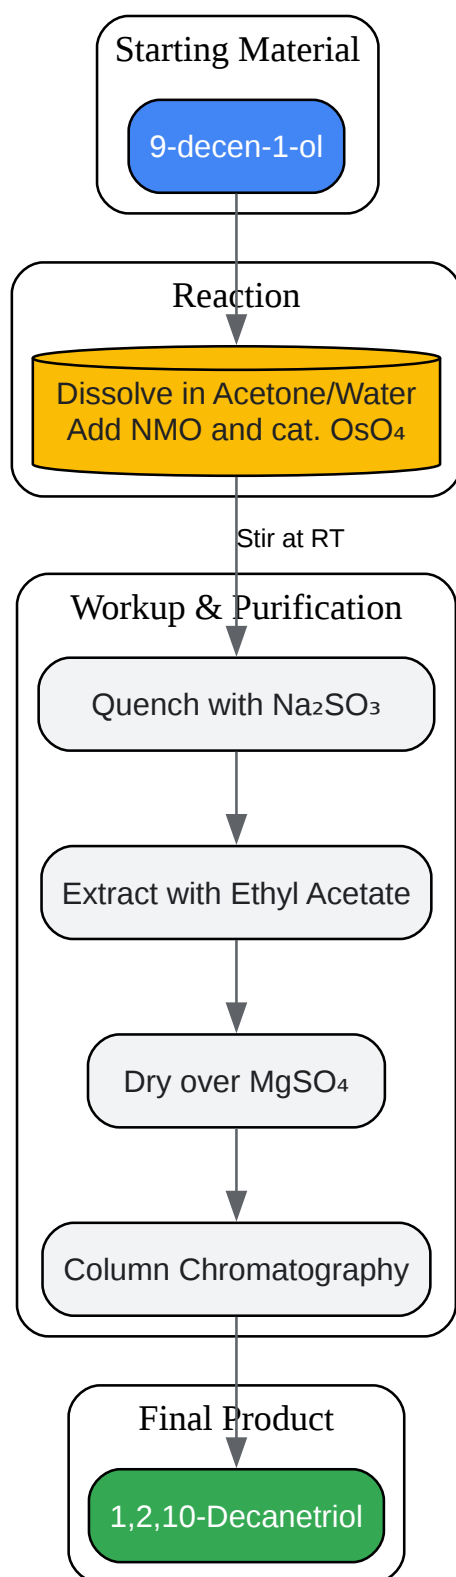 Starting Material
9-decen-1-ol
Reaction
Dissolve in Acetone/Water
Add NMO and cat. OsO₄
Stir at RT
Workup & Purification
Quench with Na₂SO₃
Extract with Ethyl Acetate
Dry over MgSO₄
Column Chromatography
Final Product
1,2,10-Decanetriol